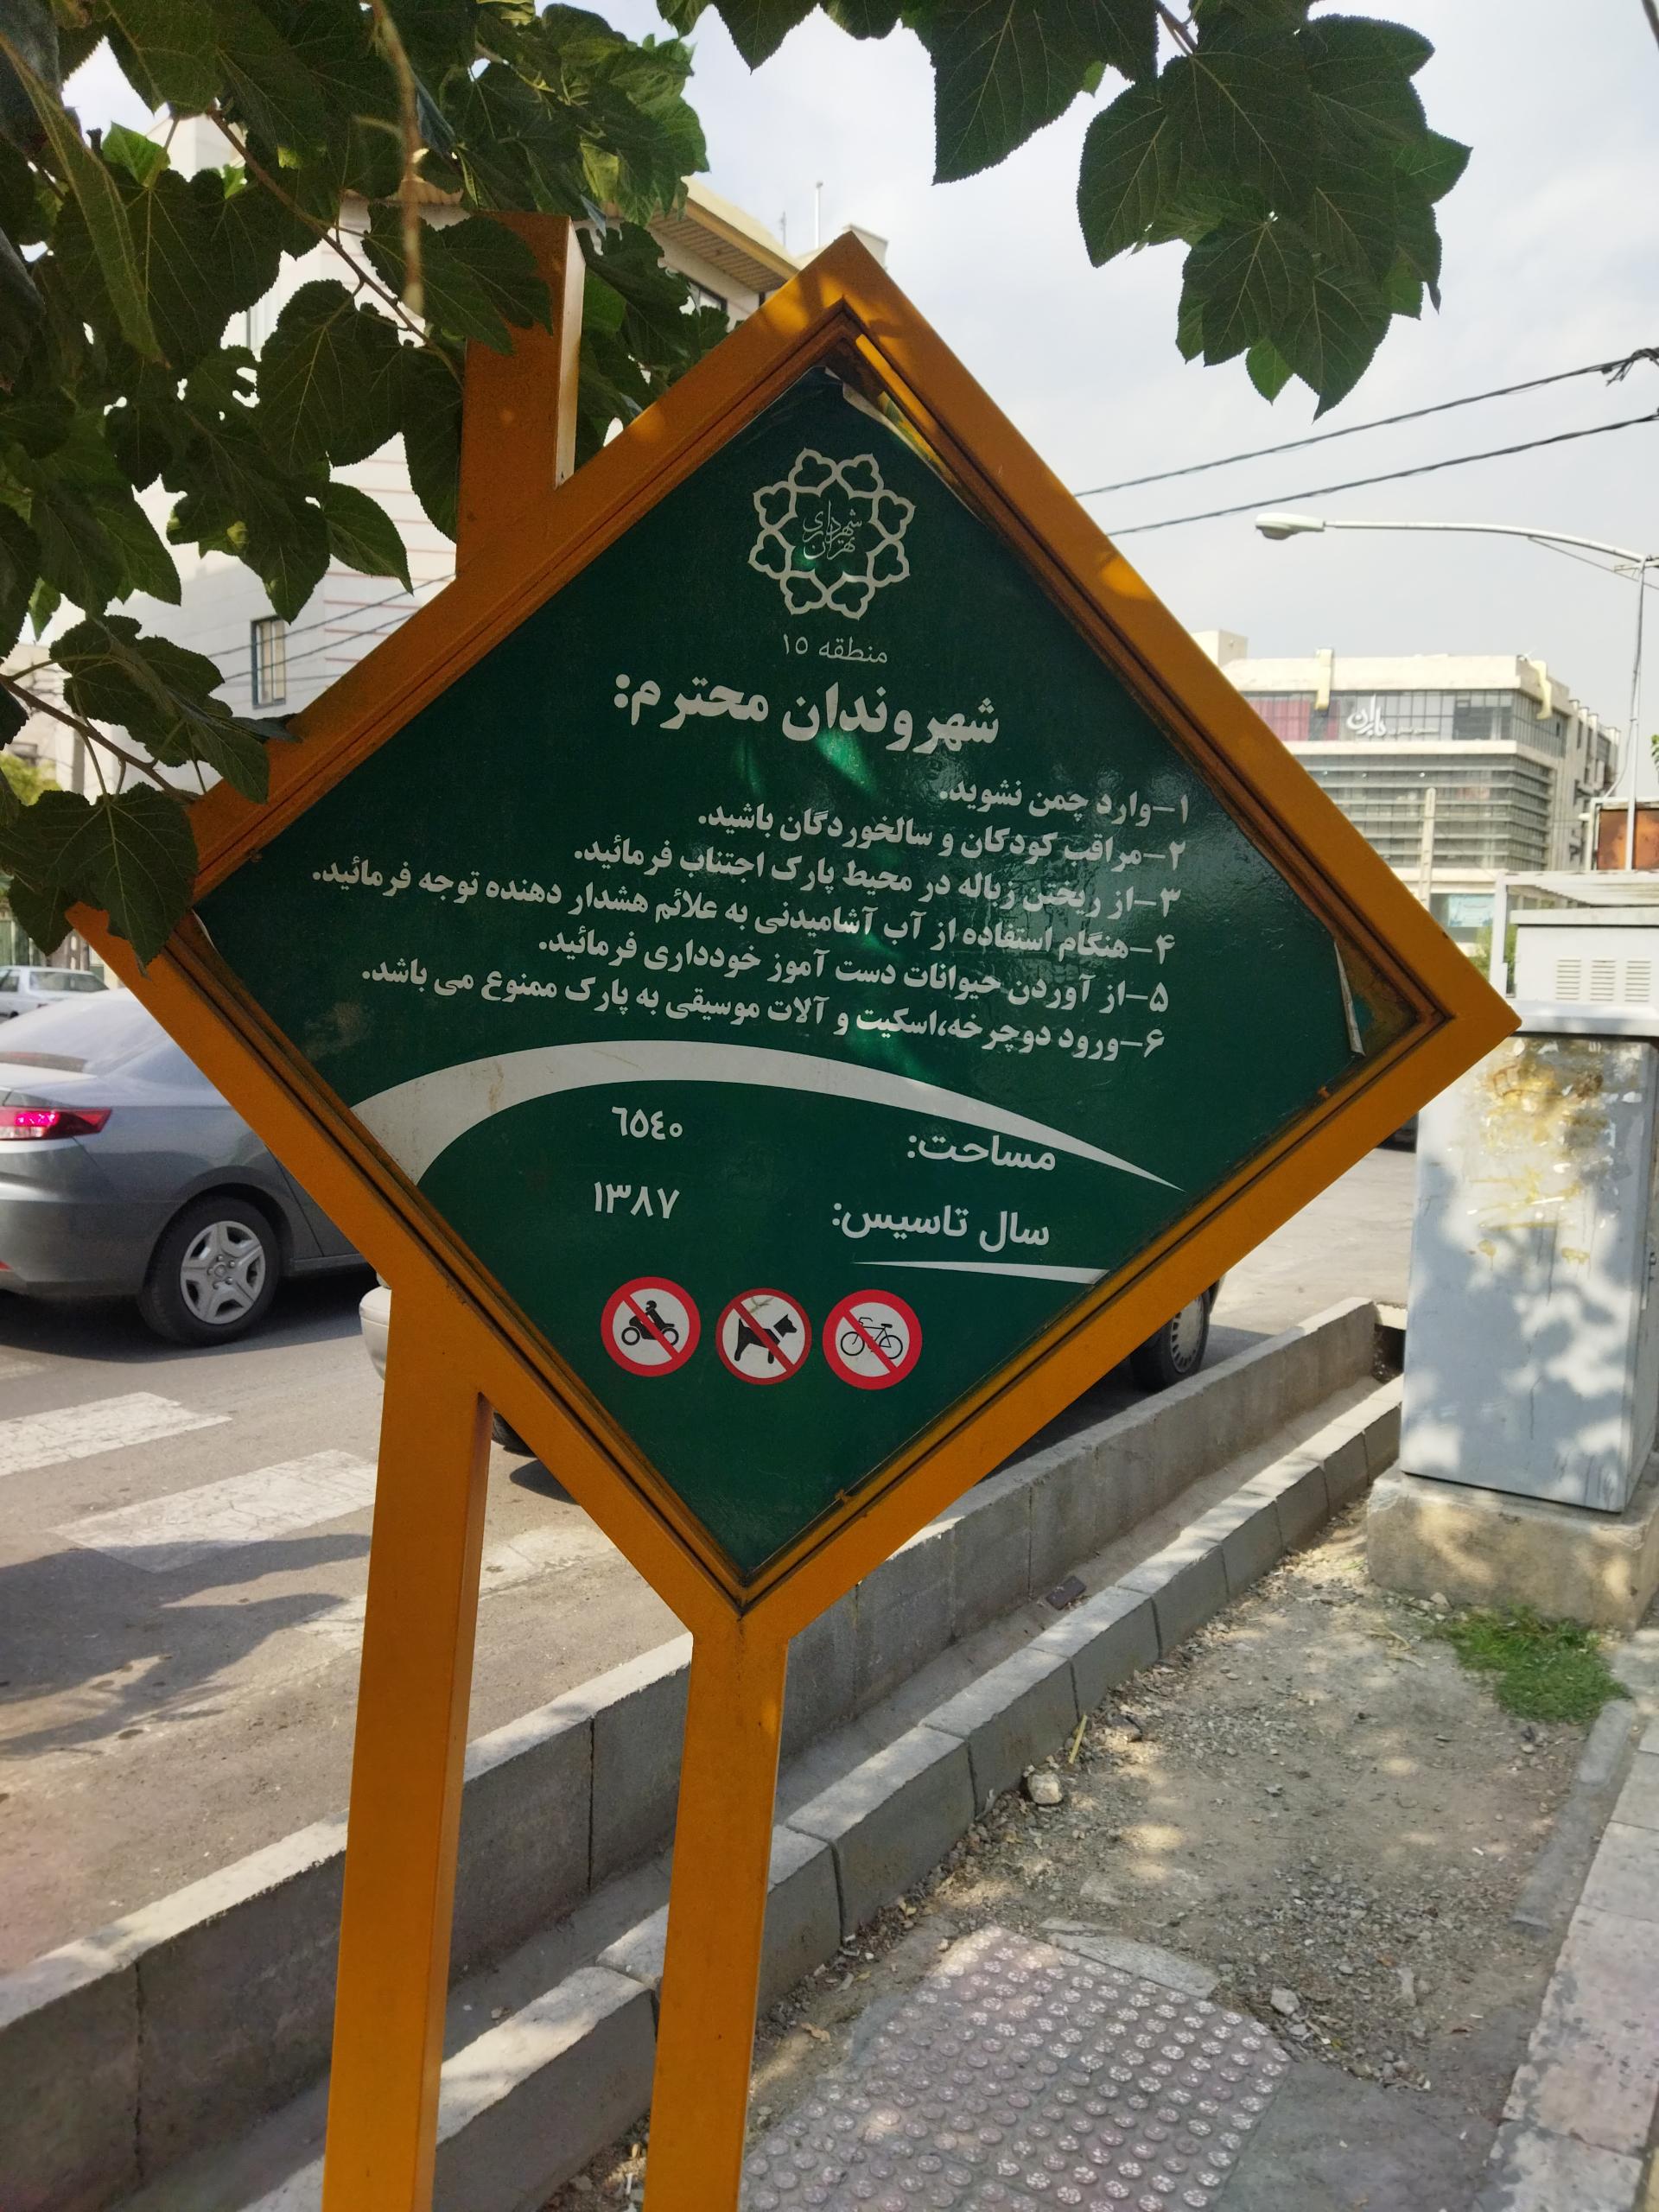 شهرداری
تهران
منطقه ۱۵
شهروندان محترم:
۱-وارد چمن نشوید.
۲-مراقب کودکان و سالخوردگان باشید.
۳-از ریختن زباله در محیط پارک اجتناب فرمائید.
۴-هنگام استفاده از آب آشامیدنی به علائم هشدار دهنده توجه فرمائید.
۵-از آوردن حیوانات دست آموز خودداری فرمائید.
۶-ورود دوچرخه،اسکیت و آلات موسیقی به پارک ممنوع می باشد.
مساحت: ٦٥٤٠
سال تاسیس: ۱۳۸۷
باران